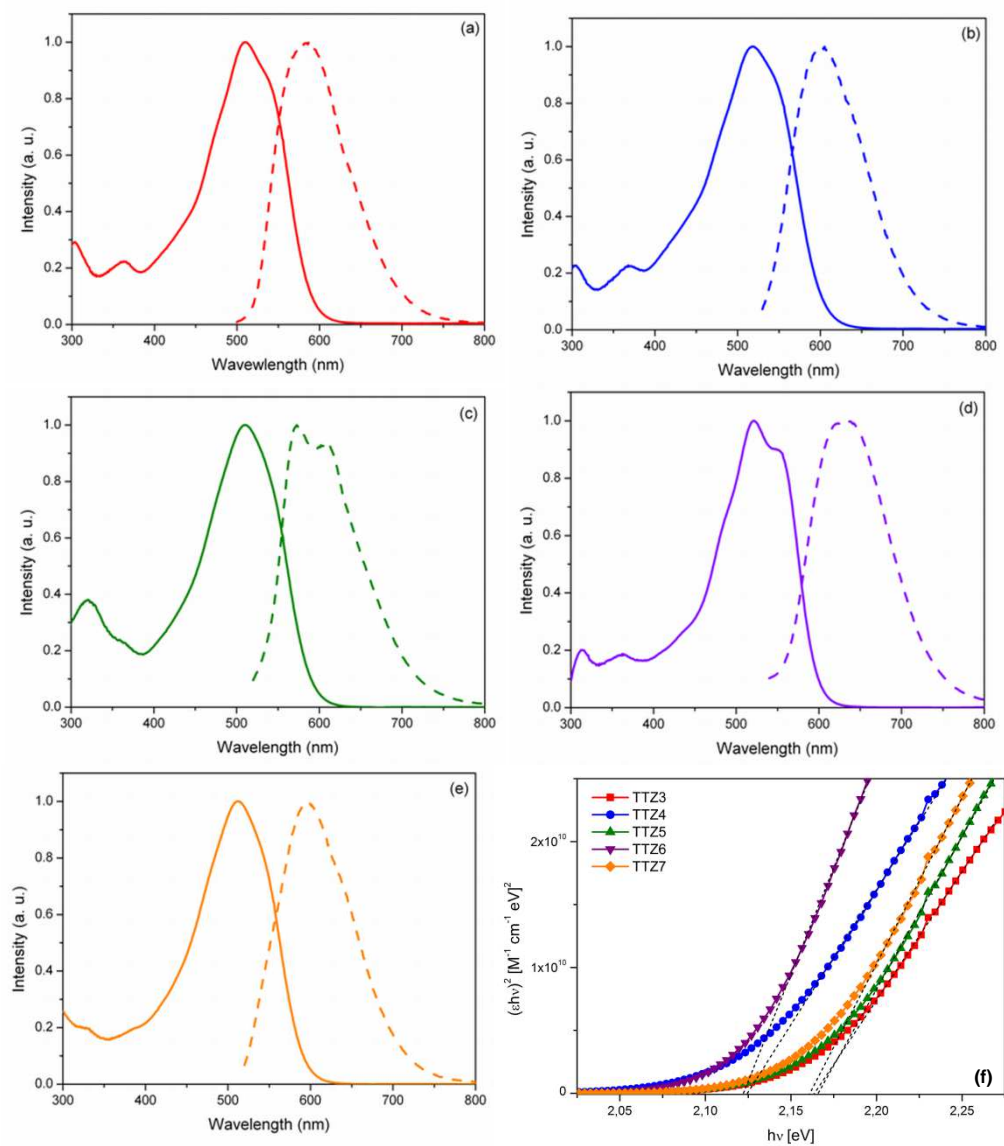 (a)
Intensity (a. u.)
1.0
0.8
0.6
0.4
0.2
0.0
300 400 500 600 700 800
Wavewlength (nm)
(b)
Intensity (a. u.)
1.0
0.8
0.6
0.4
0.2
0.0
300 400 500 600 700 800
Wavelength (nm)
(c)
Intensity (a. u.)
1.0
0.8
0.6
0.4
0.2
0.0
300 400 500 600 700 800
Wavelength (nm)
(d)
Intensity (a. u.)
1.0
0.8
0.6
0.4
0.2
0.0
300 400 500 600 700 800
Wavelength (nm)
(e)
Intensity (a. u.)
1.0
0.8
0.6
0.4
0.2
0.0
300 400 500 600 700 800
Wavelength (nm)
TTZ3
TTZ4
TTZ5
TTZ6
TTZ7
(εhν)² [M⁻¹ cm⁻¹ eV]²
2x10¹⁰
1x10¹⁰
0
(f)
2,05 2,10 2,15 2,20 2,25
hν [eV]